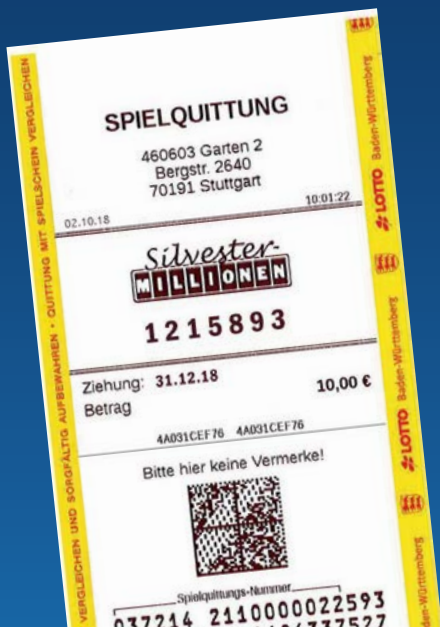 SPIELQUITTUNG
460603 Garten 2
Bergstr. 2640
70191 Stuttgart
02.10.18 10:01:22
Silvester-
MILLIONEN
1215893
Ziehung: 31.12.18
Betrag 10,00 €
4A031CEF76 4A031CEF76
Bitte hier keine Vermerke!
Spielquittungs-Nummer
037214 2110000022593
VERGLEICHEN UND SORGFÄLTIG AUFBEWAHREN • QUITTUNG MIT SPIELSCHEIN VERGLEICHEN
LOTTO Baden-Württemberg
LOTTO Baden-Württemberg